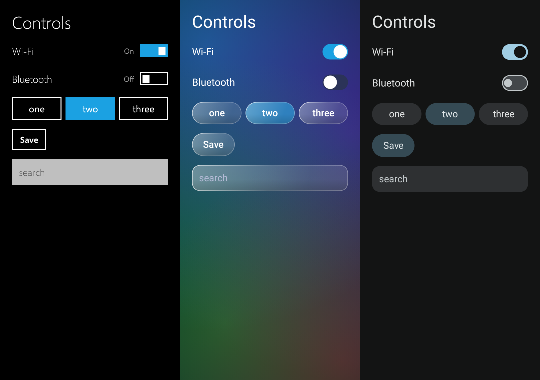 Controls
Wi-Fi On
Bluetooth Off
one two three
Save
search
Controls
Wi-Fi
Bluetooth
one two three
Save
search
Controls
Wi-Fi
Bluetooth
one two three
Save
search